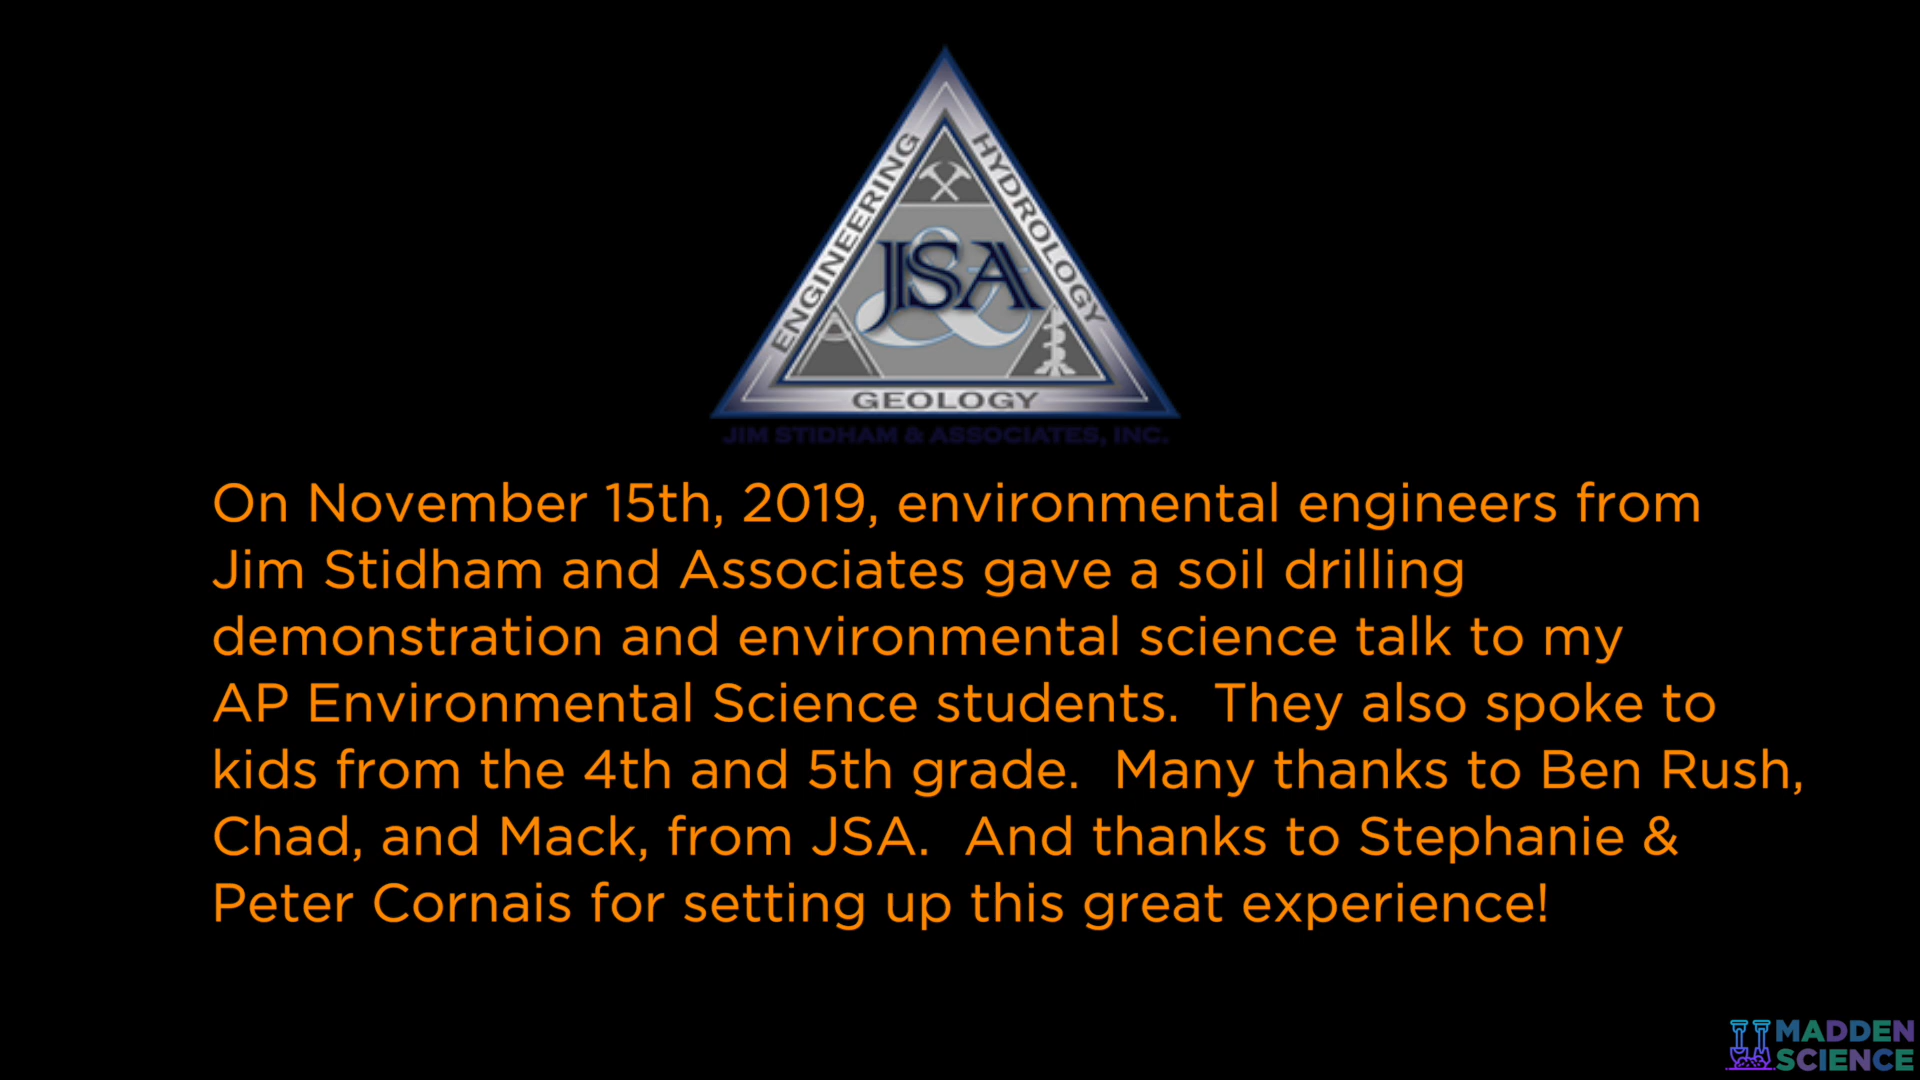 ENGINEERING
HYDROLOGY
JSA
&
GEOLOGY
JIM STIDHAM & ASSOCIATES, INC.
On November 15th, 2019, environmental engineers from
Jim Stidham and Associates gave a soil drilling
demonstration and environmental science talk to my
AP Environmental Science students.  They also spoke to
kids from the 4th and 5th grade.  Many thanks to Ben Rush,
Chad, and Mack, from JSA.  And thanks to Stephanie &
Peter Cornais for setting up this great experience!
MADDEN
SCIENCE